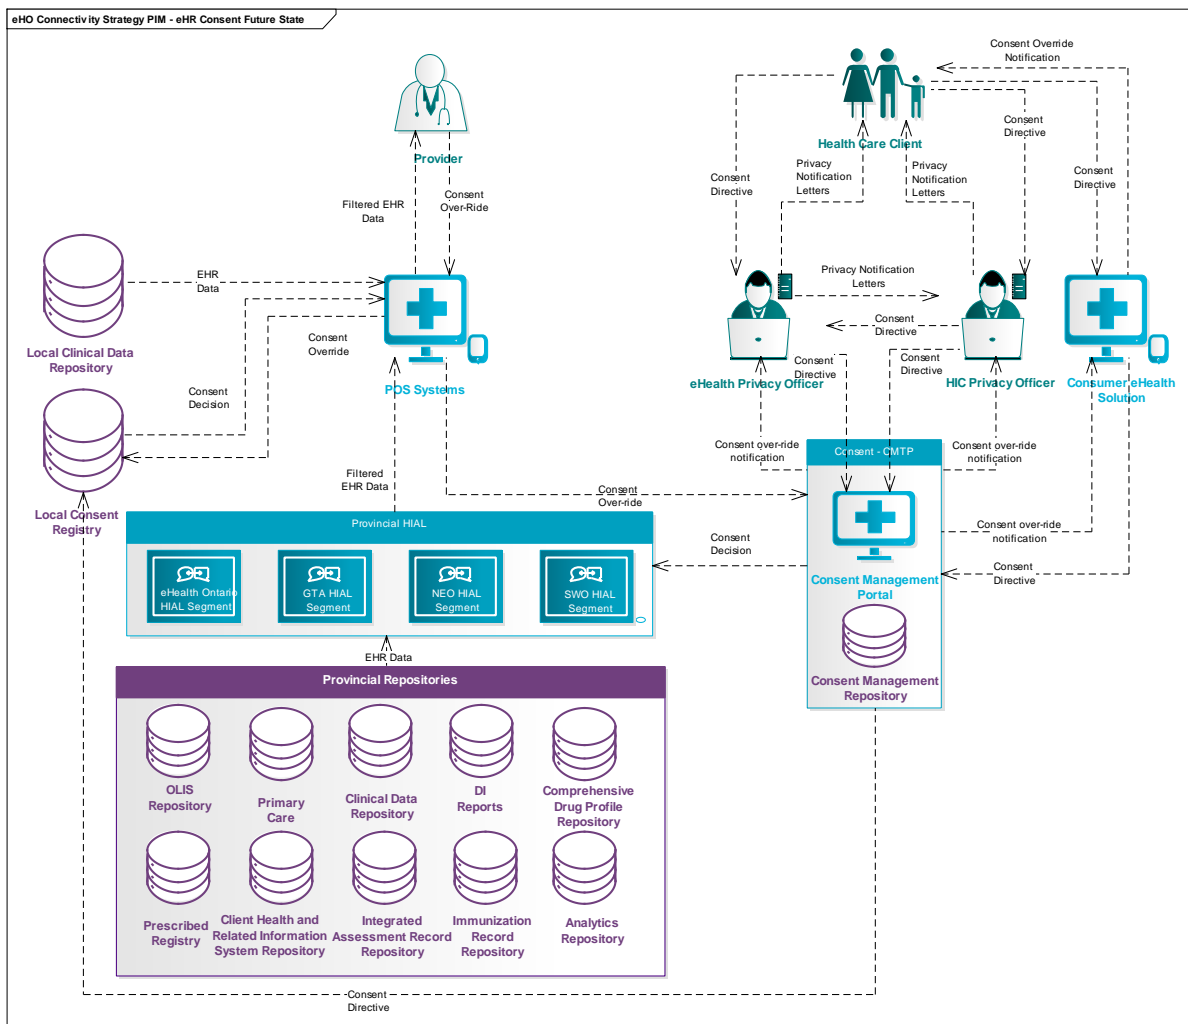 eHO Connectivity Strategy PIM - eHR Consent Future State
Consent Override
Notification
Health Care Client
Provider
Consent
Directive
Privacy
Notification
Letters
Privacy
Notification
Letters
Consent
Directive
Consent
Directive
Filtered EHR
Data
Consent
Over-Ride
EHR
Data
Privacy Notification
Letters
Consent
Directive
Local Clinical Data
Repository
Consent
Override
POS Systems
Consent
Decision
eHealth Privacy Officer
Consent
Directive
Consent
Directive
HIC Privacy Officer
Consumer eHealth
Solution
Local Consent
Registry
Filtered
EHR Data
Consent
Over-ride
Consent over-ride
notification
Consent - CMTP
Consent over-ride
notification
Consent over-ride
notification
Consent
Decision
Consent
Directive
Consent Management
Portal
Consent Management
Repository
Provincial HIAL
eHealth Ontario
HIAL Segment
GTA HIAL
Segment
NEO HIAL
Segment
SWO HIAL
Segment
EHR Data
Provincial Repositories
OLIS
Repository
Primary
Care
Clinical Data
Repository
DI
Reports
Comprehensive
Drug Profile
Repository
Prescribed
Registry
Client Health and
Related Information
System Repository
Integrated
Assessment Record
Repository
Immunization
Record
Repository
Analytics
Repository
Consent
Directive